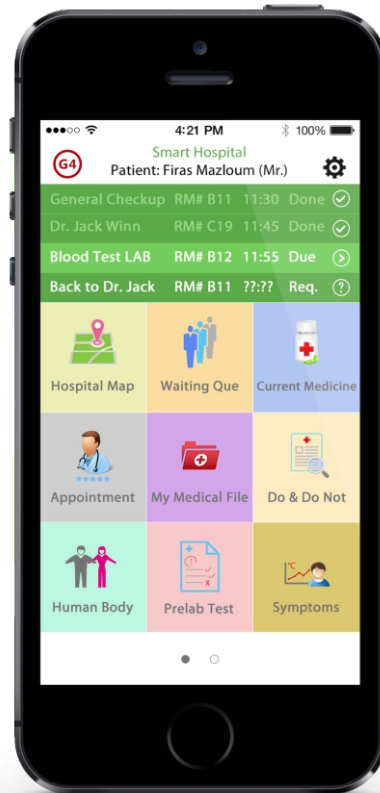 4:21 PM 100%
Smart Hospital
G4
Patient: Firas Mazloum (Mr.)
General Checkup RM# B11 11:30 Done
Dr. Jack Winn RM# C19 11:45 Done
Blood Test LAB RM# B12 11:55 Due
Back to Dr. Jack RM# B11 ??:?? Req. ?
Hospital Map Waiting Que Current Medicine
Appointment My Medical File Do & Do Not
°C
Human Body Prelab Test Symptoms